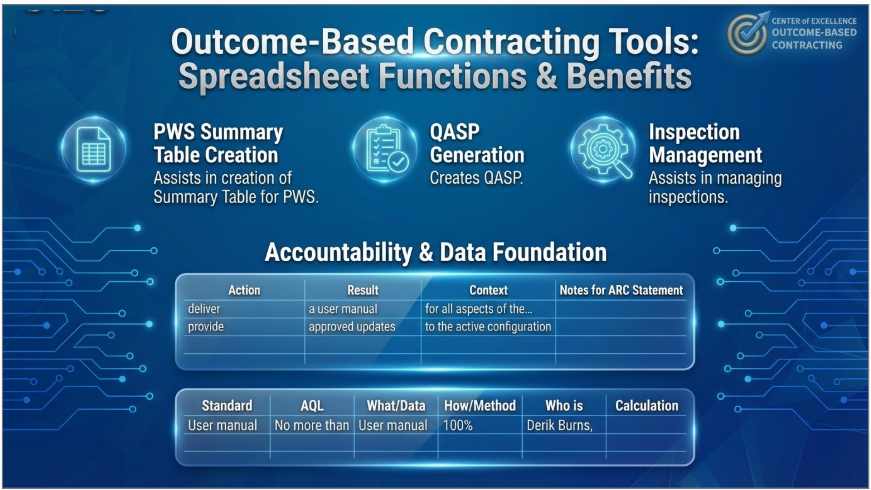 Outcome-Based Contracting Tools:
Spreadsheet Functions & Benefits
CENTER of EXCELLENCE
OUTCOME-BASED
CONTRACTING
PWS Summary
Table Creation
Assists in creation of
Summary Table for PWS.
QASP
Generation
Creates QASP.
Inspection
Management
Assists in managing
inspections.
Accountability & Data Foundation
Action Result Context Notes for ARC Statement
deliver a user manual for all aspects of the...
provide approved updates to the active configuration
Standard AQL What/Data How/Method Who is Calculation
User manual No more than User manual 100% Derik Burns,